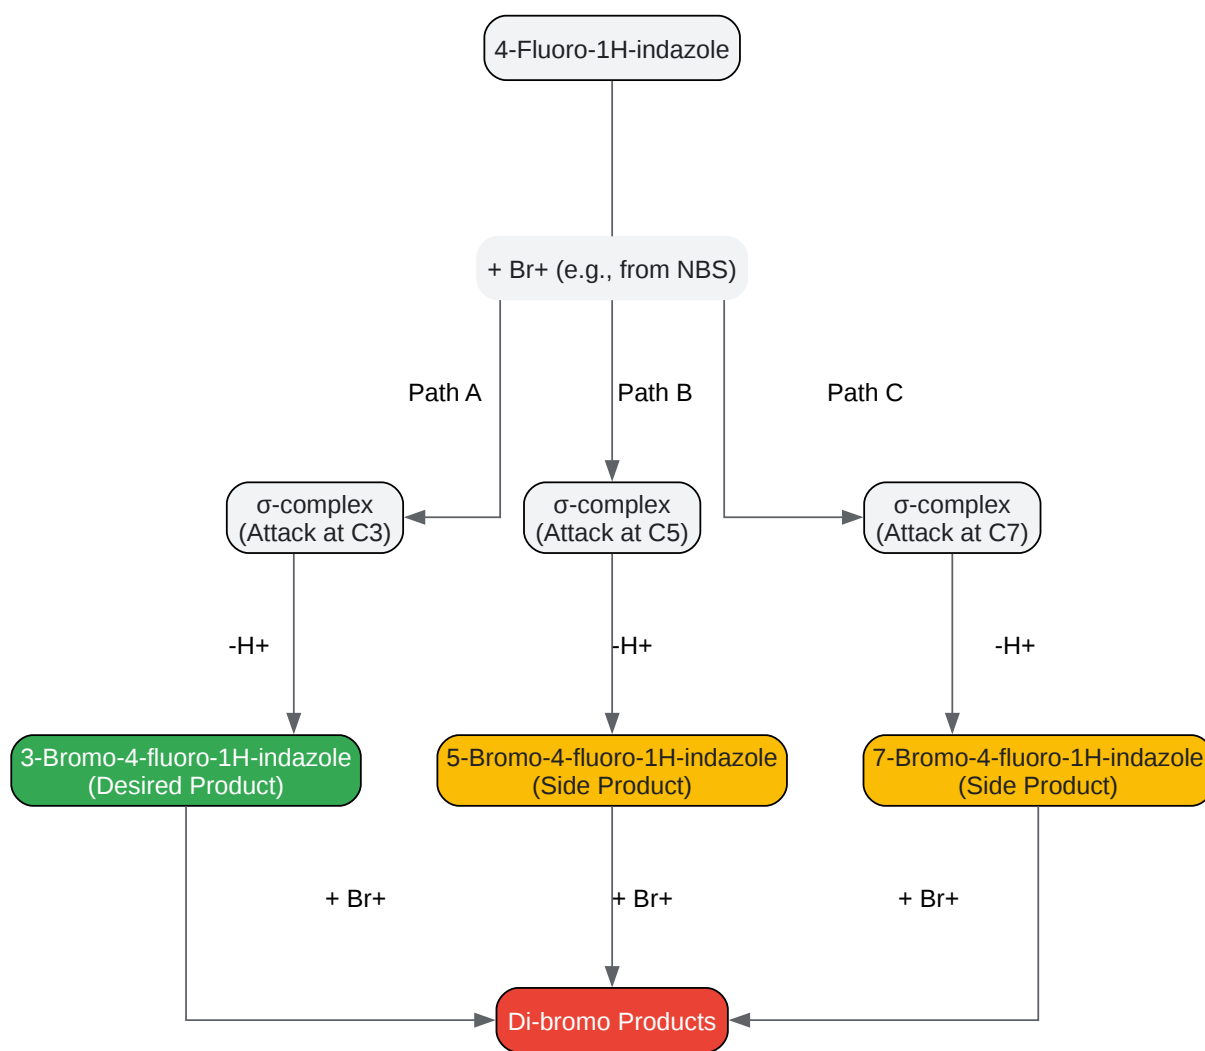 4-Fluoro-1H-indazole
+ Br+ (e.g., from NBS)
Path A
Path B
Path C
σ-complex
(Attack at C3)
σ-complex
(Attack at C5)
σ-complex
(Attack at C7)
-H+
-H+
-H+
3-Bromo-4-fluoro-1H-indazole
(Desired Product)
5-Bromo-4-fluoro-1H-indazole
(Side Product)
7-Bromo-4-fluoro-1H-indazole
(Side Product)
+ Br+
+ Br+
+ Br+
Di-bromo Products